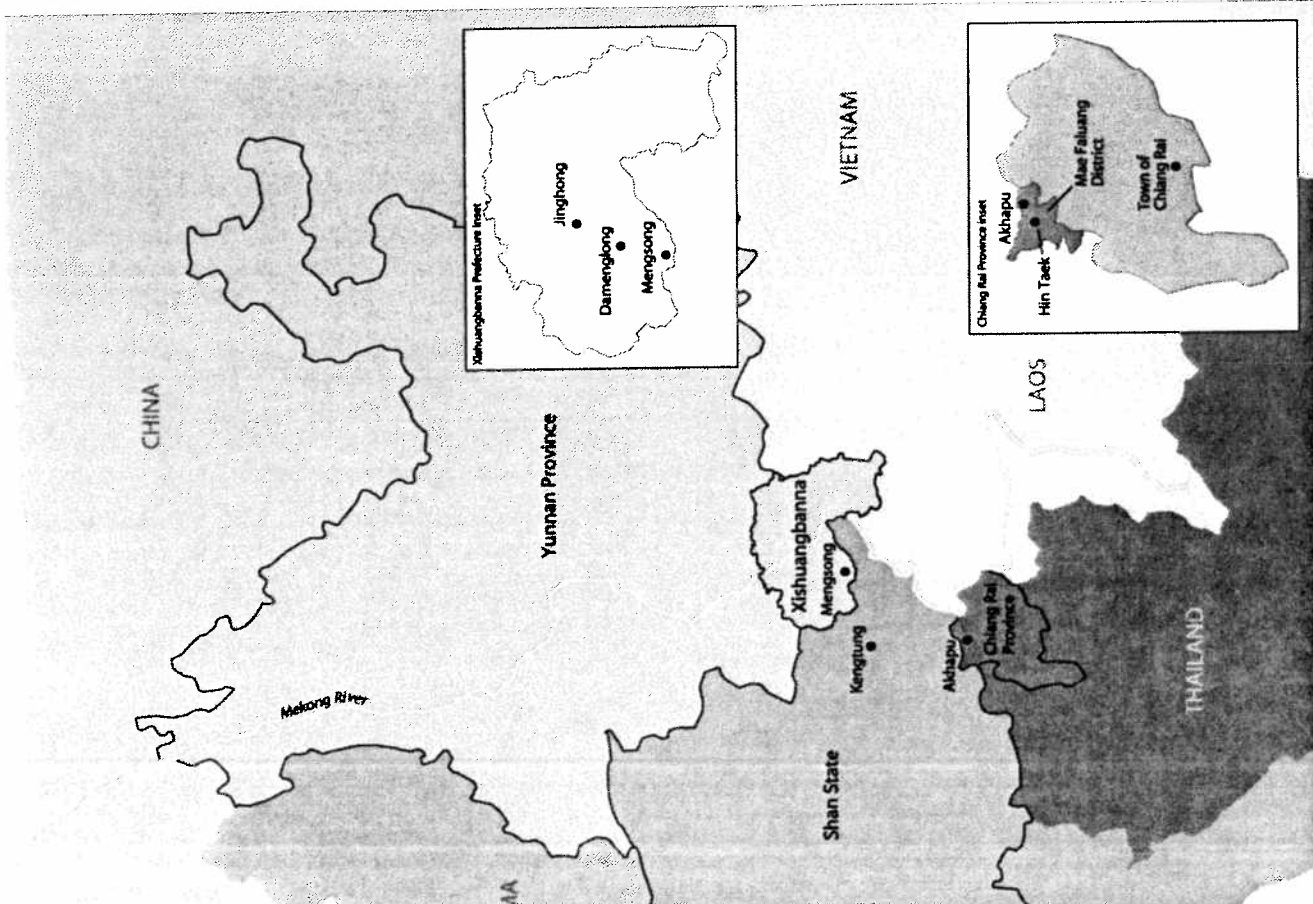 CHINA
Mekong River
Yunnan Province
Xishuangbanna Prefecture Inset
Jinghong
Damenglong
Mengsong
VIETNAM
Xishuangbanna
Mengsong
Kengtung
Shan State
MA
Akhapu
Chiang Rai
Province
LAOS
THAILAND
Chiang Rai Province Inset
Akhapu
Hin Taek
Mae Faluang
District
Town of
Chiang Rai